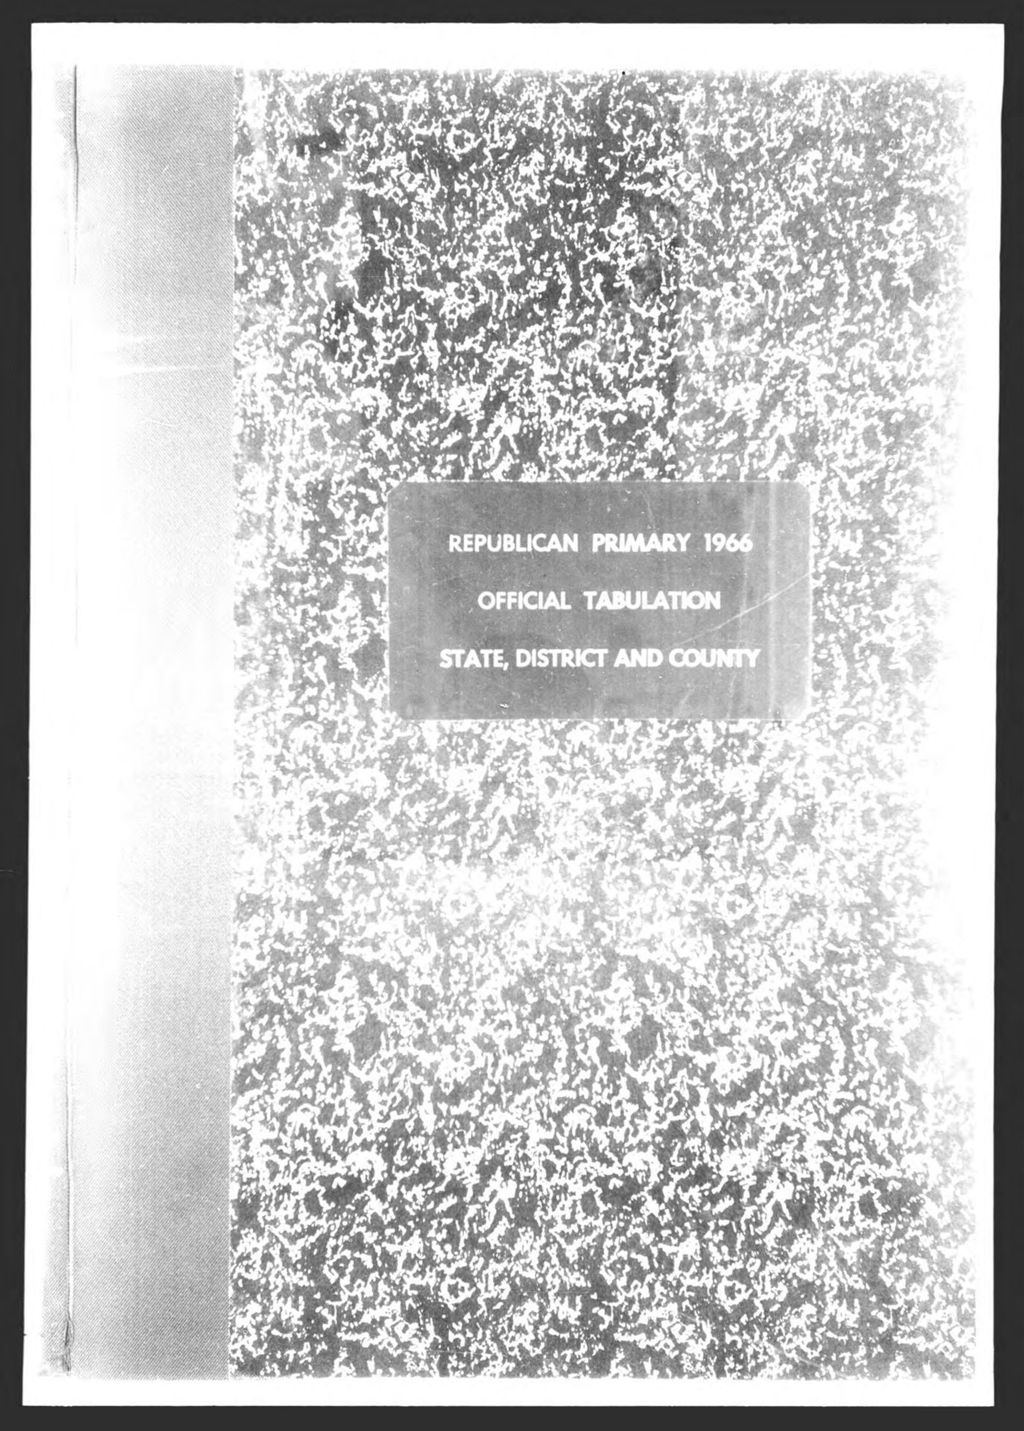 REPUBLICAN PRIMARY 1966
OFFICIAL TABULATION
STATE, DISTRICT AND COUNTY